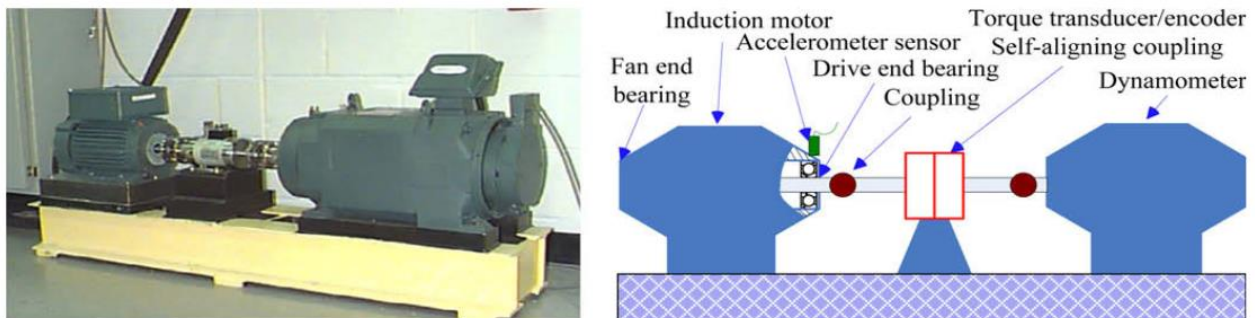 Induction motor
Accelerometer sensor
Drive end bearing
Coupling
Fan end
bearing
Torque transducer/encoder
Self-aligning coupling
Dynamometer